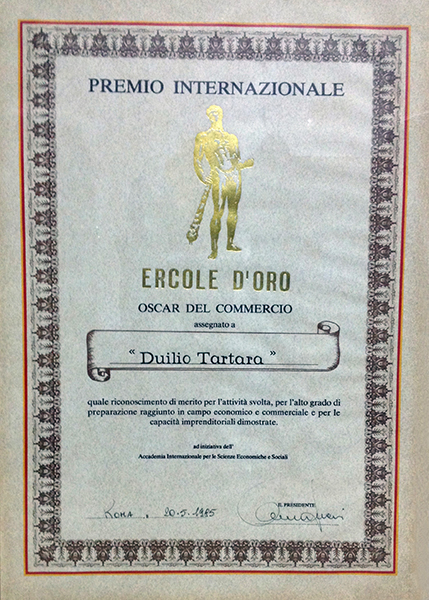 PREMIO INTERNAZIONALE
ERCOLE D'ORO
OSCAR DEL COMMERCIO
assegnato a
“ Duilio Tartara ”
quale riconoscimento di merito per l'attività svolta, per l'alto grado di
preparazione raggiunto in campo economico e commerciale e per le
capacità imprenditoriali dimostrate.
ad iniziativa dell'
Accademia Internazionale per le Scienze Economiche e Sociali
IL PRESIDENTE
ROMA, 20-5-1985